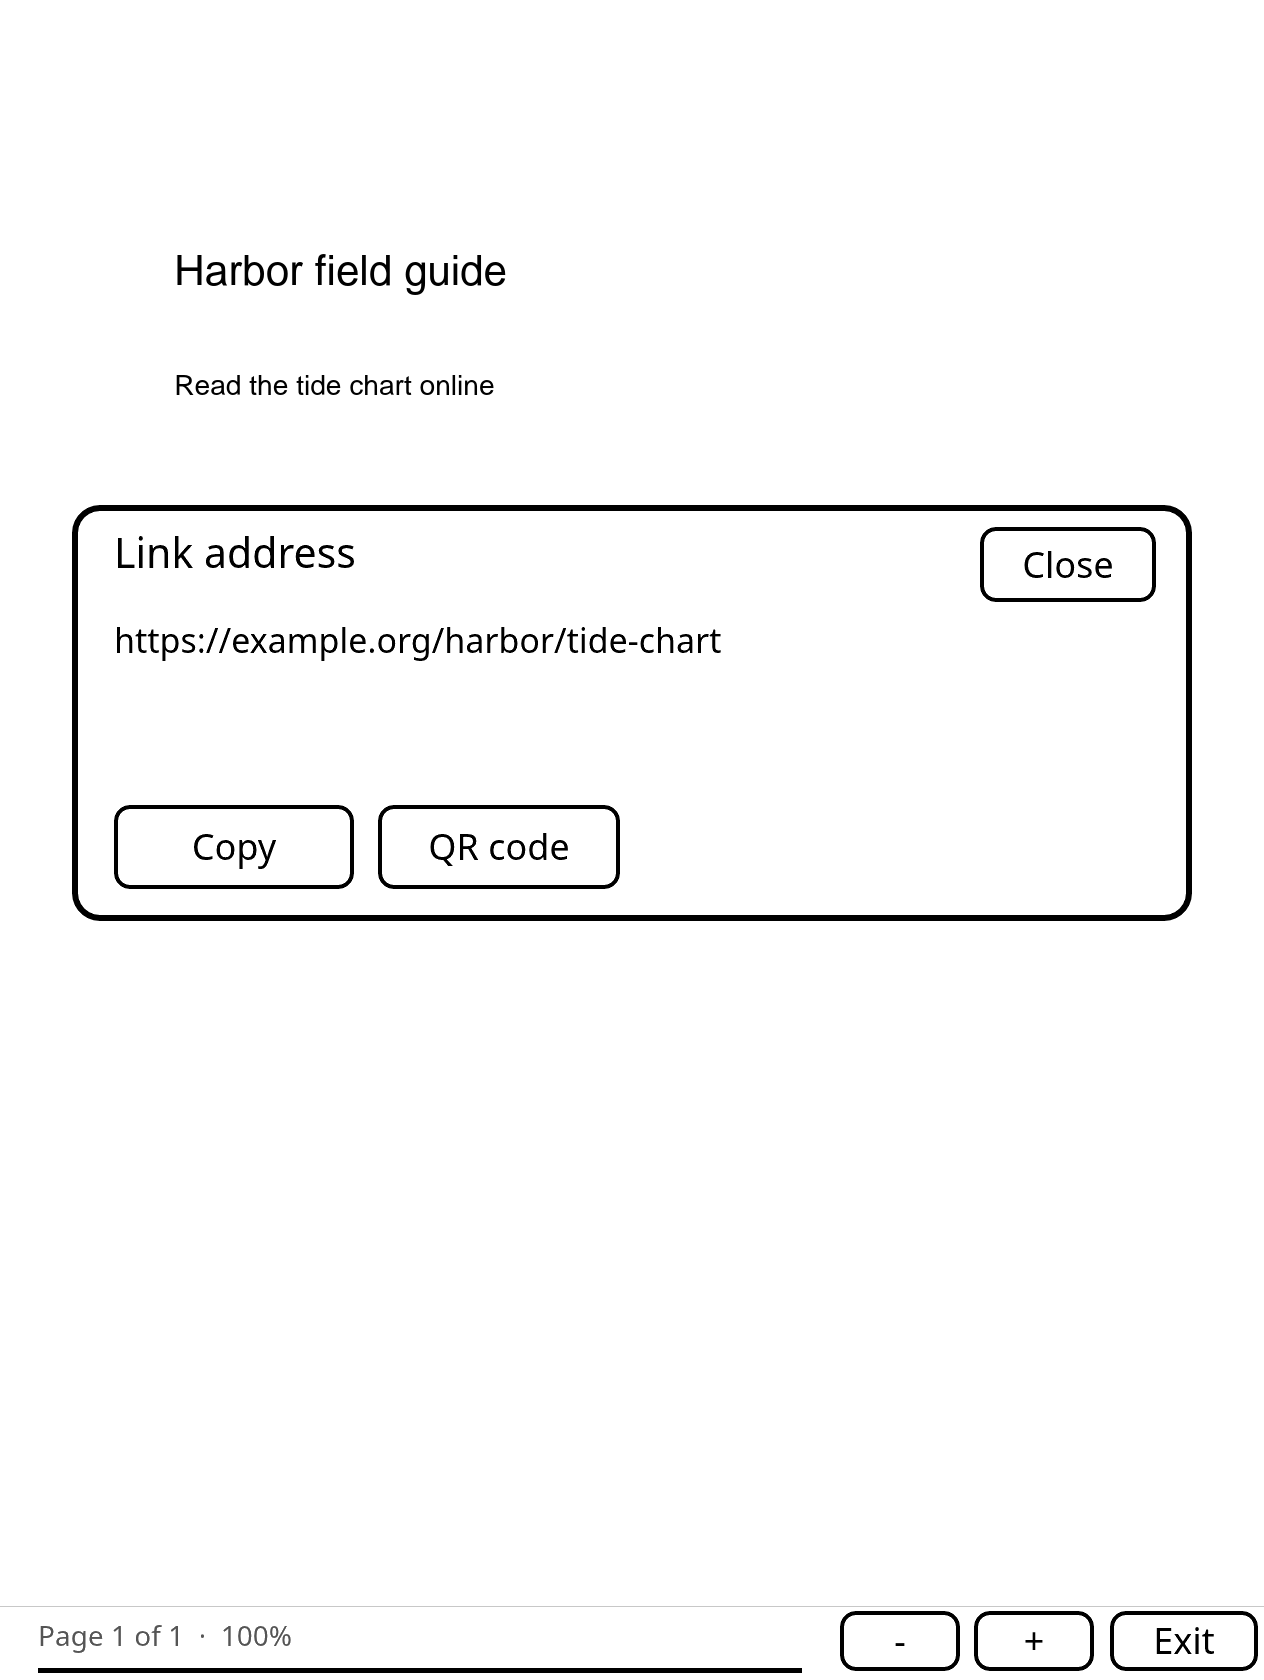 Harbor field guide
Read the tide chart online
Link address
Close
https://example.org/harbor/tide-chart
Copy
QR code
Page 1 of 1 · 100%
-
+
Exit